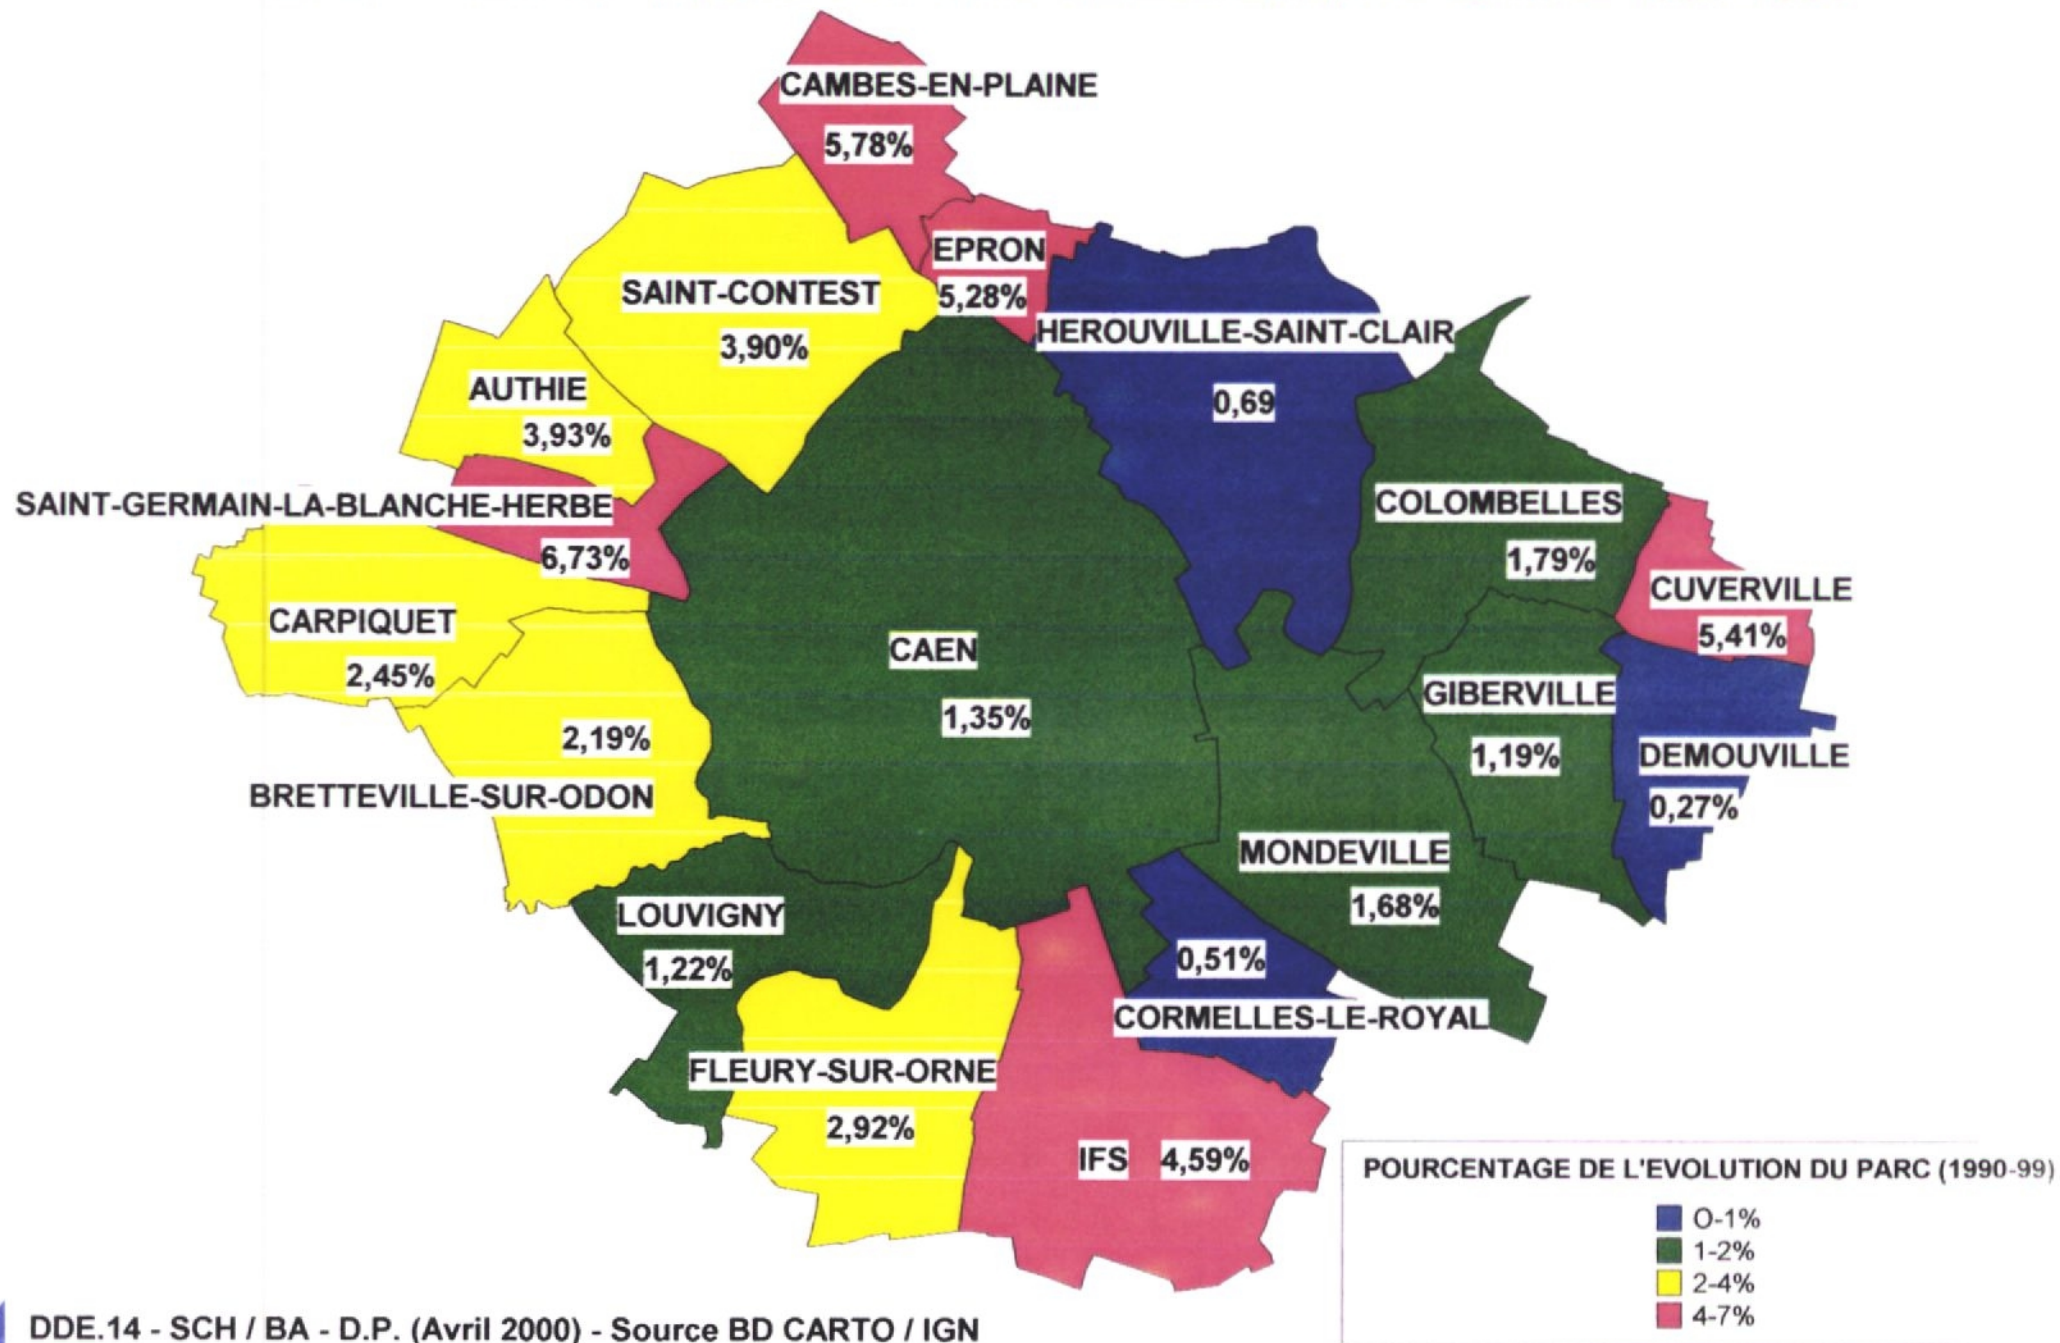 CAMBES-EN-PLAINE
5,78%
EPRON
5,28%
SAINT-CONTEST
3,90%
HEROUVILLE-SAINT-CLAIR
0,69
AUTHIE
3,93%
SAINT-GERMAIN-LA-BLANCHE-HERBE
6,73%
COLOMBELLES
1,79%
CUVERVILLE
5,41%
CARPIQUET
2,45%
CAEN
1,35%
GIBERVILLE
1,19%
DEMOUVILLE
0,27%
2,19%
BRETTEVILLE-SUR-ODON
MONDEVILLE
1,68%
LOUVIGNY
1,22%
0,51%
CORMELLES-LE-ROYAL
FLEURY-SUR-ORNE
2,92%
IFS 4,59%
POURCENTAGE DE L'EVOLUTION DU PARC (1990-99)
O-1%
1-2%
2-4%
4-7%
DDE.14 - SCH / BA - D.P. (Avril 2000) - Source BD CARTO / IGN